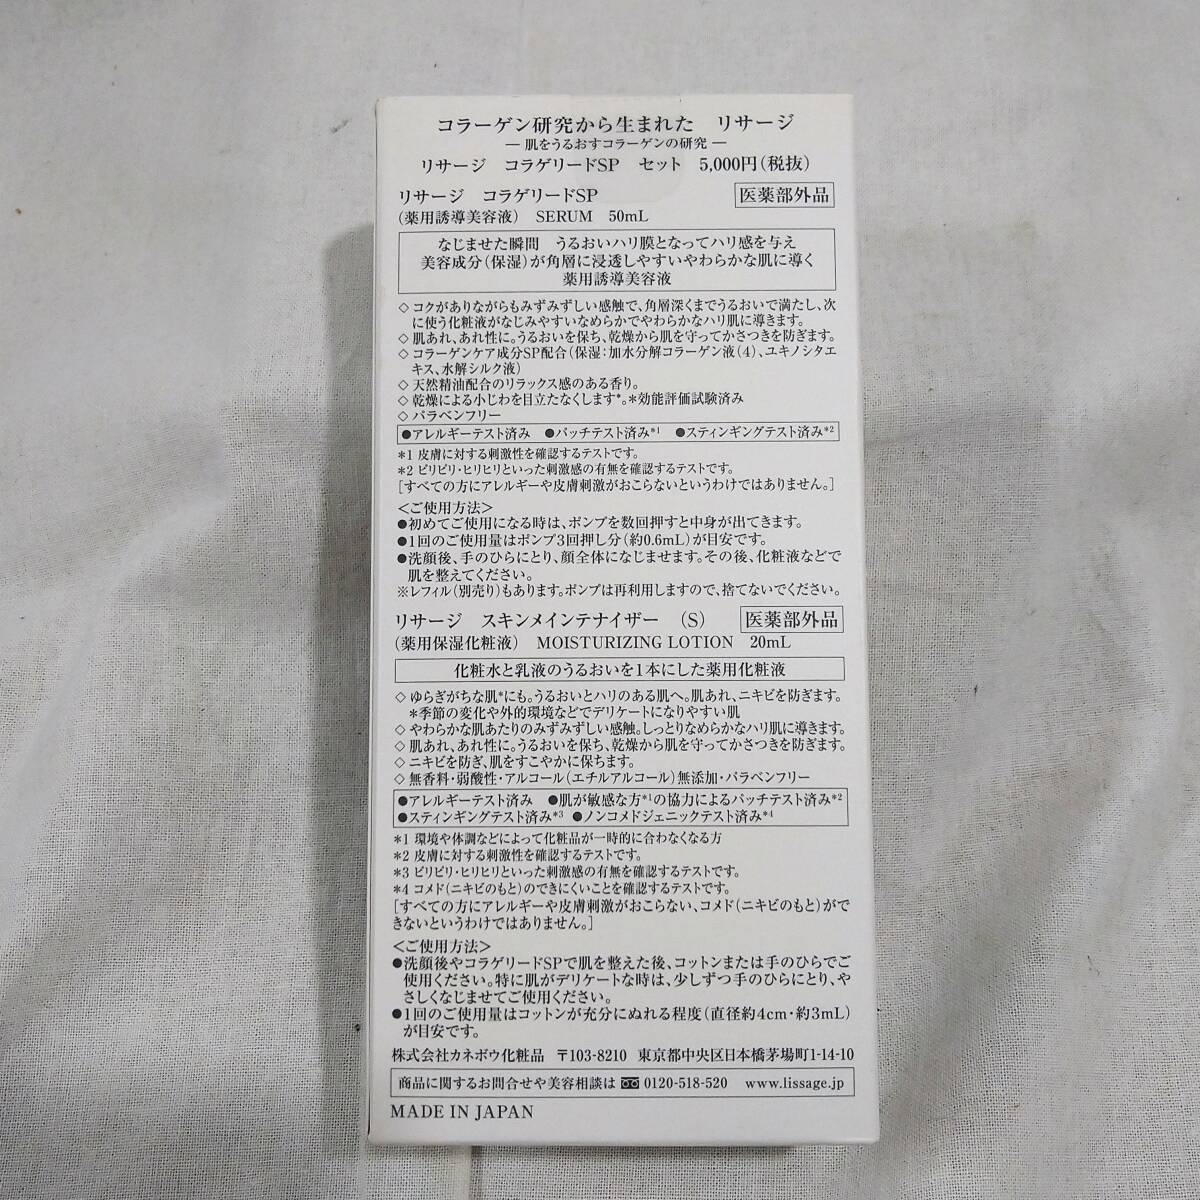 コラーゲン研究から生まれた　リサージ
― 肌をうるおすコラーゲンの研究 ―
リサージ　コラゲリードSP　セット　5,000円（税抜）
リサージ　コラゲリードSP　医薬部外品
（薬用誘導美容液）　SERUM　50mL
なじませた瞬間　うるおいハリ膜となってハリ感を与え
美容成分（保湿）が角層に浸透しやすいやわらかな肌に導く
薬用誘導美容液
◇コクがありながらもみずみずしい感触で、角層深くまでうるおいで満たし、次
に使う化粧液がなじみやすいなめらかでやわらかなハリ肌に導きます。
◇肌あれ、あれ性に。うるおいを保ち、乾燥から肌を守ってかさつきを防ぎます。
◇コラーゲンケア成分SP配合（保湿：加水分解コラーゲン液（4）、ユキノシタエ
キス、水解シルク液）
◇天然精油配合のリラックス感のある香り。
◇乾燥による小じわを目立たなくします*。＊効能評価試験済み
◇パラベンフリー
●アレルギーテスト済み　●パッチテスト済み*1　●スティンギングテスト済み*2
＊1 皮膚に対する刺激性を確認するテストです。
＊2 ピリピリ・ヒリヒリといった刺激感の有無を確認するテストです。
［すべての方にアレルギーや皮膚刺激がおこらないというわけではありません。］
＜ご使用方法＞
●初めてご使用になる時は、ポンプを数回押すと中身が出てきます。
●1回のご使用量はポンプ3回押し分（約0.6mL）が目安です。
●洗顔後、手のひらにとり、顔全体になじませます。その後、化粧液などで
肌を整えてください。
※レフィル（別売り）もあります。ポンプは再利用しますので、捨てないでください。
リサージ　スキンメインテナイザー　（S）　医薬部外品
（薬用保湿化粧液）　MOISTURIZING LOTION　20mL
化粧水と乳液のうるおいを1本にした薬用化粧液
◇ゆらぎがちな肌*にも。うるおいとハリのある肌へ。肌あれ、ニキビを防ぎます。
＊季節の変化や外的環境などでデリケートになりやすい肌
◇やわらかな肌あたりのみずみずしい感触。しっとりなめらかなハリ肌に導きます。
◇肌あれ、あれ性に。うるおいを保ち、乾燥から肌を守ってかさつきを防ぎます。
◇ニキビを防ぎ、肌をすこやかに保ちます。
◇無香料・弱酸性・アルコール（エチルアルコール）無添加・パラベンフリー
●アレルギーテスト済み　●肌が敏感な方*1の協力によるパッチテスト済み*2
●スティンギングテスト済み*3　●ノンコメドジェニックテスト済み*4
＊1 環境や体調などによって化粧品が一時的に合わなくなる方
＊2 皮膚に対する刺激性を確認するテストです。
＊3 ピリピリ・ヒリヒリといった刺激感の有無を確認するテストです。
＊4 コメド（ニキビのもと）のできにくいことを確認するテストです。
［すべての方にアレルギーや皮膚刺激がおこらない、コメド（ニキビのもと）がで
きないというわけではありません。］
＜ご使用方法＞
●洗顔後やコラゲリードSPで肌を整えた後、コットンまたは手のひらでご
使用ください。特に肌がデリケートな時は、少しずつ手のひらにとり、や
さしくなじませてご使用ください。
●1回のご使用量はコットンが充分にぬれる程度（直径約4cm・約3mL）
が目安です。
株式会社カネボウ化粧品　〒103-8210　東京都中央区日本橋茅場町1-14-10
商品に関するお問合せや美容相談は 0120-518-520　www.lissage.jp
MADE IN JAPAN